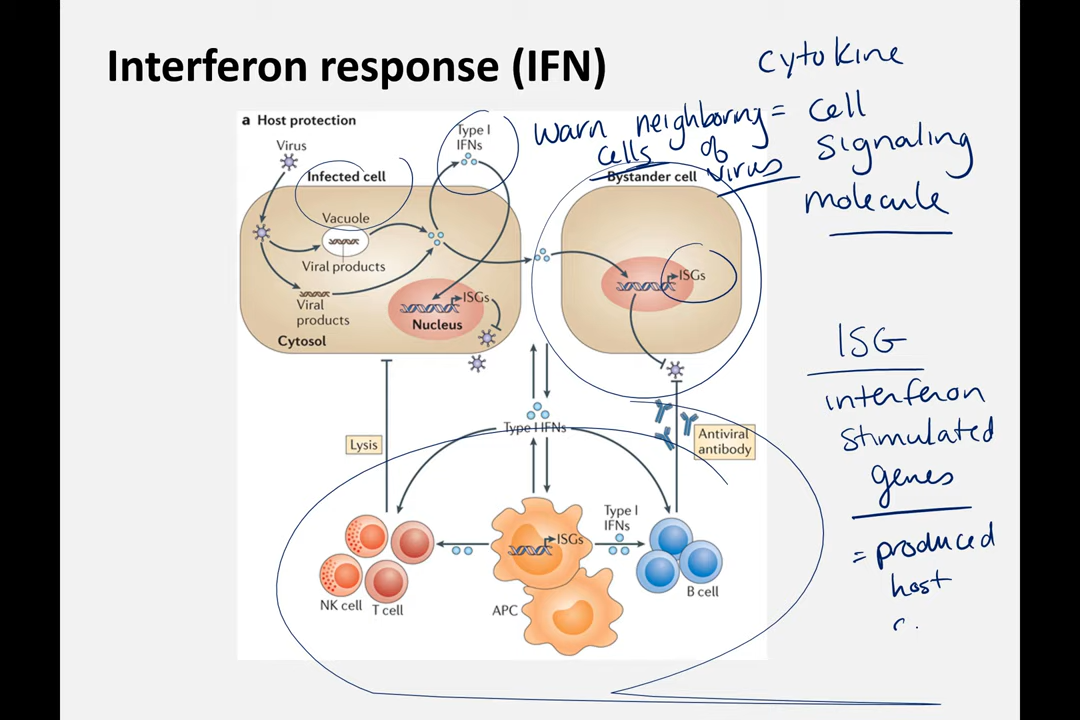 Interferon response (IFN)
cytokine
= cell
signaling
molecule
warn neighboring
cells of
virus
a Host protection
Virus
Type I
IFNs
Infected cell
Bystander cell
Vacuole
Viral products
Viral
products
ISGs
Nucleus
Cytosol
ISGs
Type I IFNs
Lysis
Antiviral
antibody
Type I
IFNs
ISGs
NK cell
T cell
APC
B cell
ISG
interferon
stimulated
genes
= produced
host